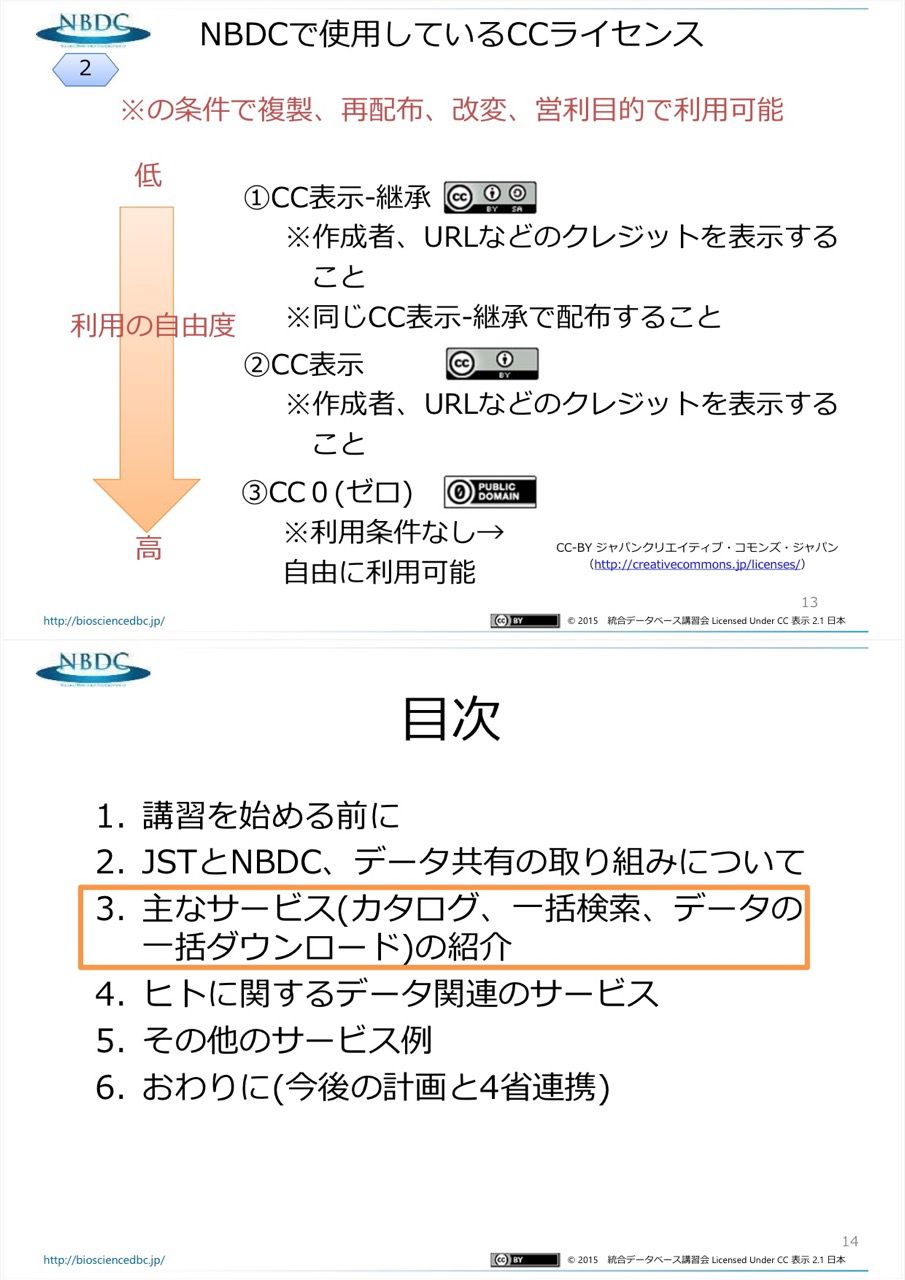 NBDC
NBDCで使用しているCCライセンス
2
※の条件で複製、再配布、改変、営利目的で利用可能
低
利用の自由度
高
①CC表示-継承
cc BY SA
※作成者、URLなどのクレジットを表示する
こと
※同じCC表示-継承で配布すること
②CC表示
cc BY
※作成者、URLなどのクレジットを表示する
こと
③CC０(ゼロ)
0 PUBLIC
DOMAIN
※利用条件なし→
自由に利用可能
CC-BY ジャパンクリエイティブ・コモンズ・ジャパン
（http://creativecommons.jp/licenses/）
13
http://biosciencedbc.jp/
cc BY
© 2015 統合データベース講習会 Licensed Under CC 表示 2.1 日本
NBDC
目次
1. 講習を始める前に
2. JSTとNBDC、データ共有の取り組みについて
3. 主なサービス(カタログ、一括検索、データの
一括ダウンロード)の紹介
4. ヒトに関するデータ関連のサービス
5. その他のサービス例
6. おわりに(今後の計画と4省連携)
14
http://biosciencedbc.jp/
cc BY
© 2015 統合データベース講習会 Licensed Under CC 表示 2.1 日本